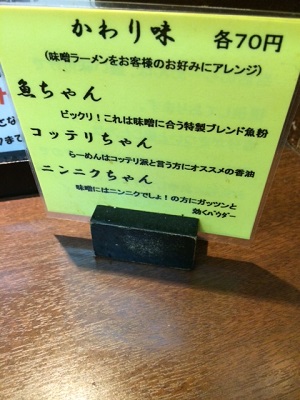 かわり味 各70円
(味噌ラーメンをお客様のお好みにアレンジ)
魚ちゃん
ビックリ!これは味噌に合う特製ブレンド魚粉
コッテリちゃん
らーめんはコッテリ派と言う方にオススメの香油
ニンニクちゃん
味噌にはニンニクでしょ!の方にガッツンと
効くパウダー